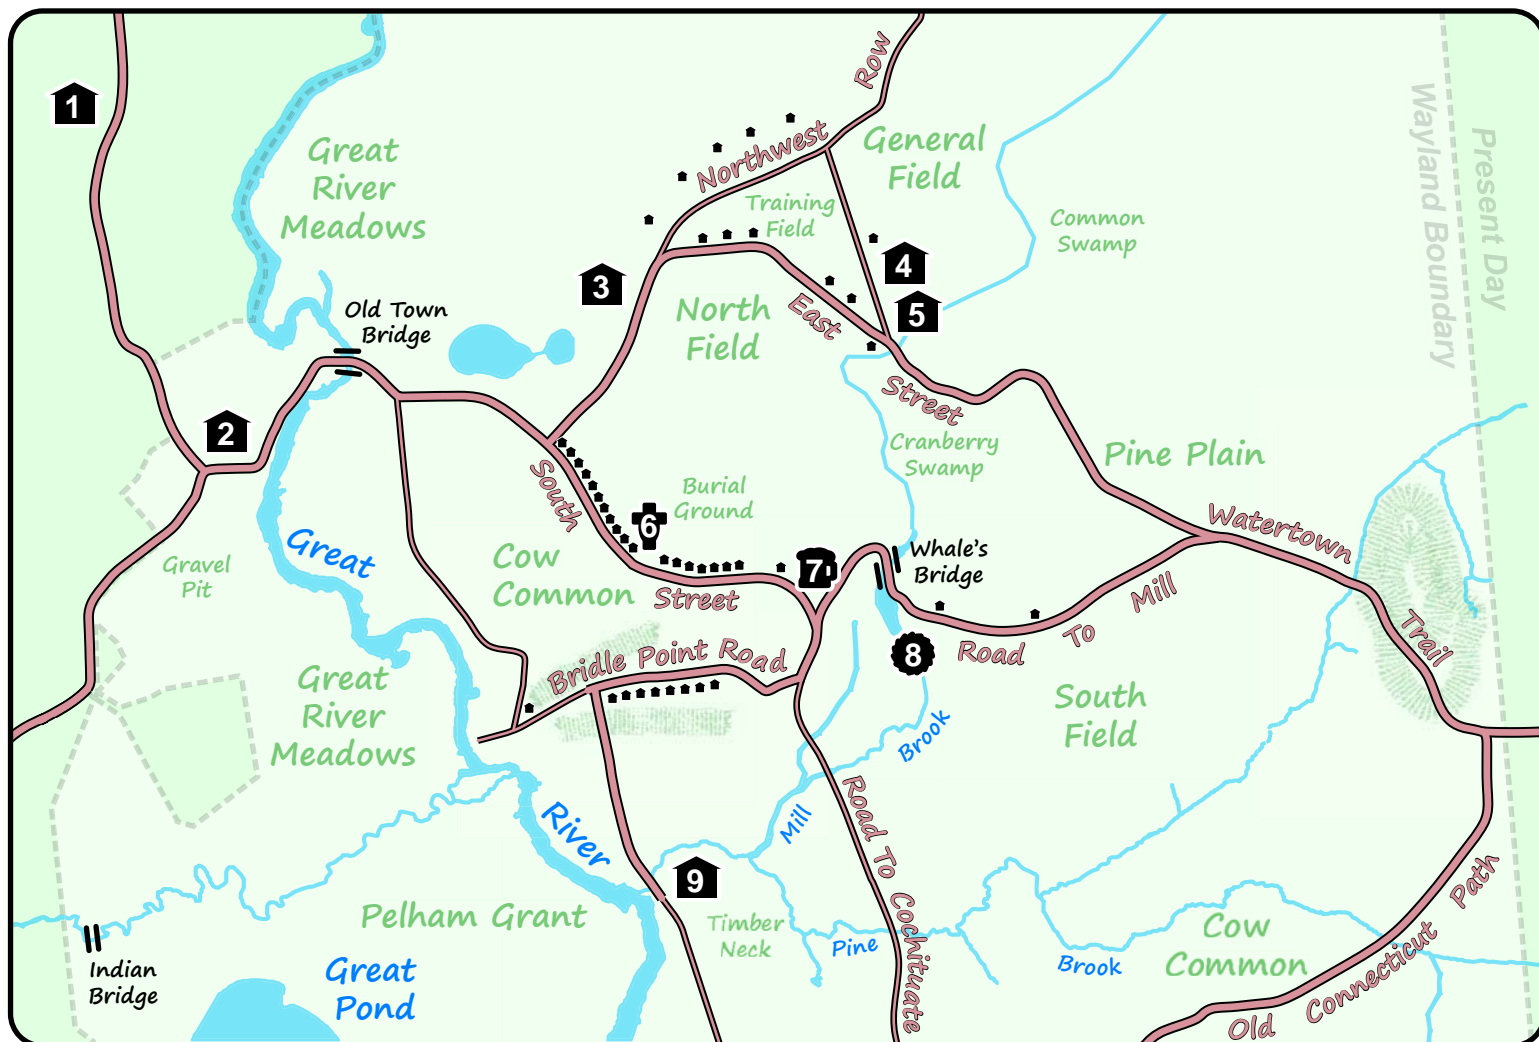 Row
1
Great
River
Meadows
Northwest
General
Field
Training
Field
Common
Swamp
Present Day
Wayland Boundary
3
4
5
Old Town
Bridge
North
Field
East
Street
2
Cranberry
Swamp
Pine Plain
South
Street
Burial
Ground
6
Watertown
Trail
Great
River
Gravel
Pit
Cow
Common
7
Whale's
Bridge
Road To Mill
8
Bridle Point Road
Great
River
Meadows
South
Field
Mill
Brook
Road To Cochituate
9
Timber
Neck
Pelham Grant
Pine
Brook
Cow
Common
Old Connecticut Path
Indian
Bridge
Great
Pond